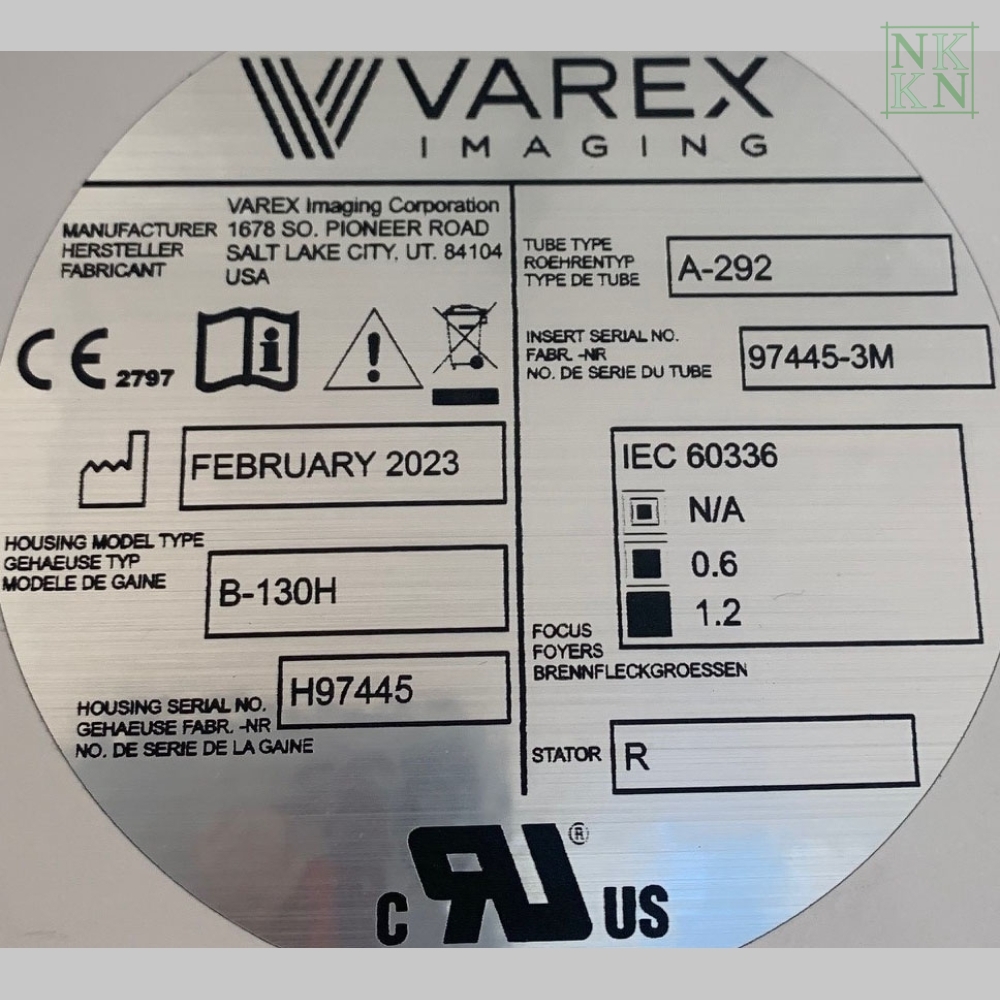 NK
KN
VAREX
IMAGING
MANUFACTURER
HERSTELLER
FABRICANT
VAREX Imaging Corporation
1678 SO. PIONEER ROAD
SALT LAKE CITY, UT. 84104
USA
CE 2797
FEBRUARY 2023
HOUSING MODEL TYPE
GEHAEUSE TYP
MODELE DE GAINE
B-130H
HOUSING SERIAL NO.
GEHAEUSE FABR. -NR
NO. DE SERIE DE LA GAINE
H97445
TUBE TYPE
ROEHRENTYP
TYPE DE TUBE
A-292
INSERT SERIAL NO.
FABR. -NR
NO. DE SERIE DU TUBE
97445-3M
IEC 60336
N/A
0.6
1.2
FOCUS
FOYERS
BRENNFLECKGROESSEN
STATOR
R
C RU ® US